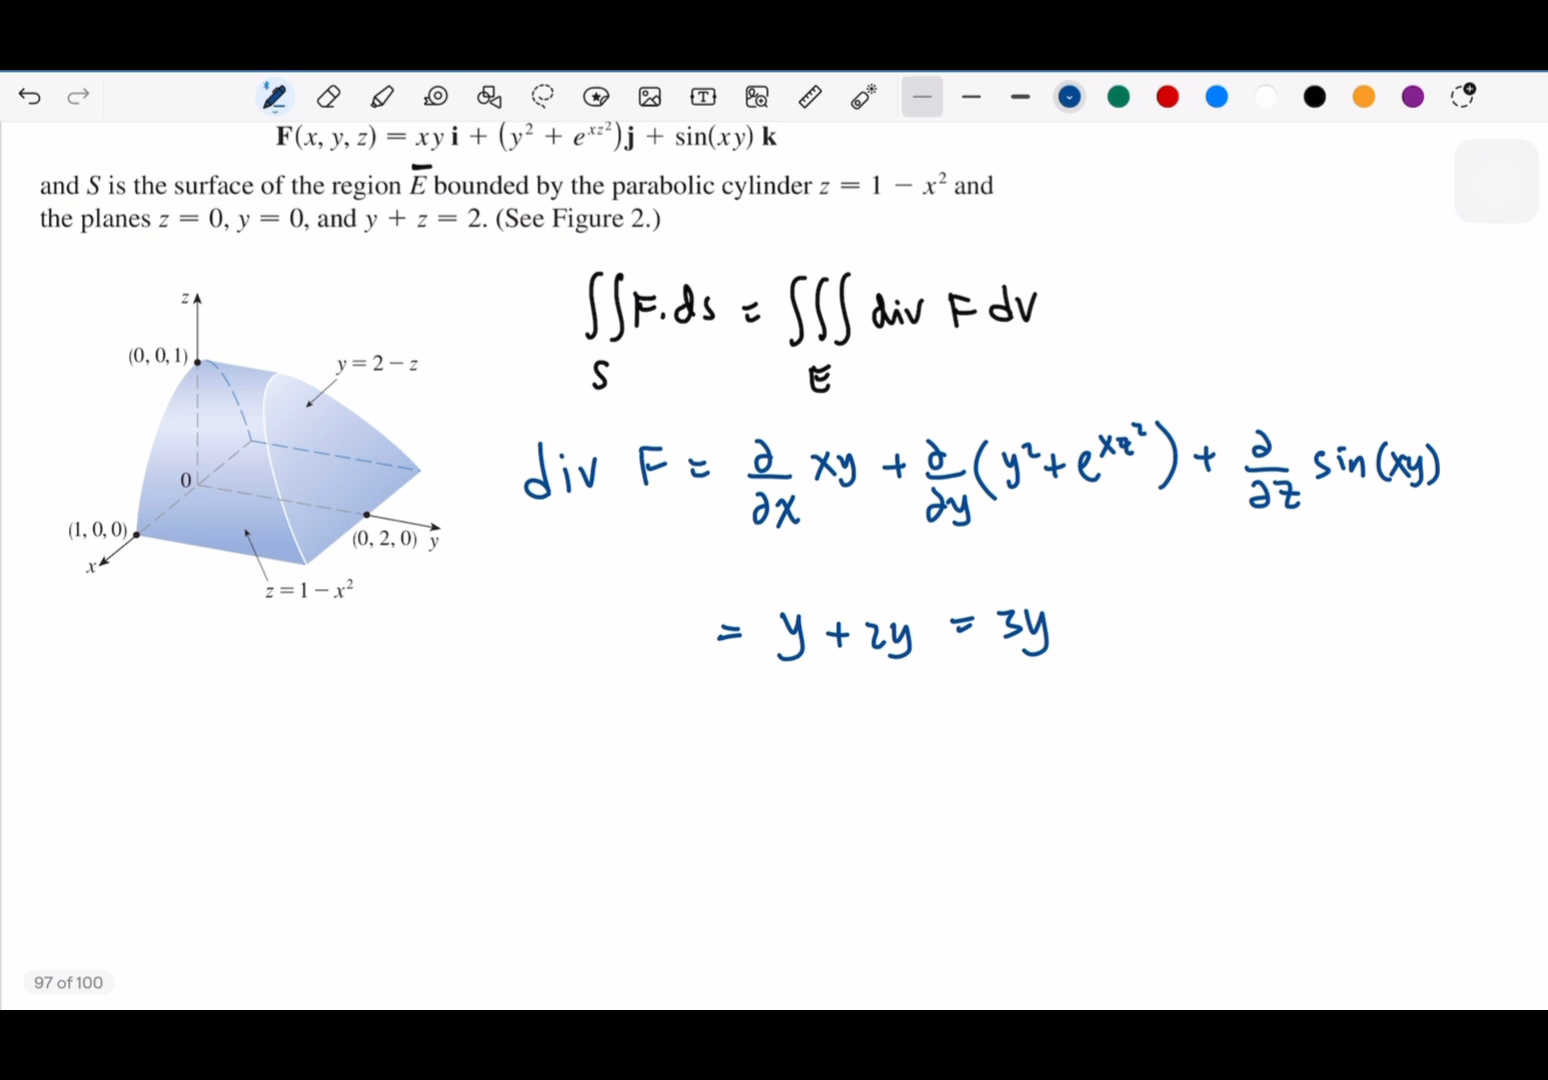 F(x, y, z) = xy i + (y² + e^{xz²}) j + sin(xy) k
and S is the surface of the region E bounded by the parabolic cylinder z = 1 − x² and
the planes z = 0, y = 0, and y + z = 2. (See Figure 2.)
∬_S F. ds = ∭_E div F dV
z
(0, 0, 1)
y = 2 − z
0
(1, 0, 0)
x
(0, 2, 0) y
z = 1 − x²
div F = ∂/∂x xy + ∂/∂y (y² + e^{xz²}) + ∂/∂z sin(xy)
= y + 2y = 3y
97 of 100